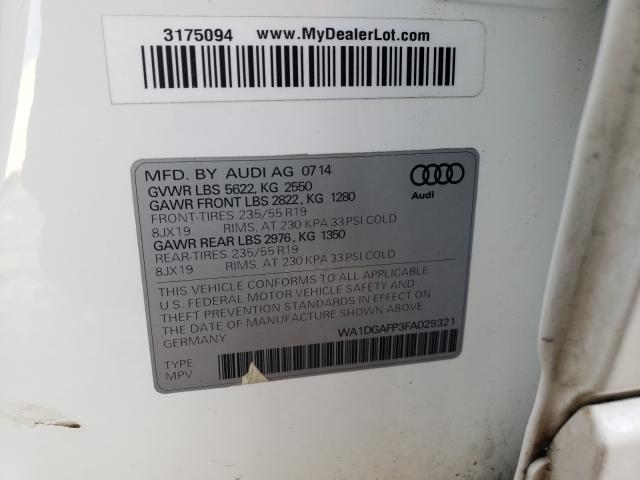 3175094 www.MyDealerLot.com
MFD. BY AUDI AG 0714
GVWR LBS 5622, KG 2550
GAWR FRONT LBS 2822, KG 1280
FRONT-TIRES 235/55 R19
8JX19 RIMS, AT 230 KPA 33 PSI COLD
GAWR REAR LBS 2976, KG 1350
REAR-TIRES 235/55 R19
8JX19 RIMS, AT 230 KPA 33 PSI COLD
Audi
THIS VEHICLE CONFORMS TO ALL APPLICABLE
U.S. FEDERAL MOTOR VEHICLE SAFETY AND
THEFT PREVENTION STANDARDS IN EFFECT ON
THE DATE OF MANUFACTURE SHOWN ABOVE
GERMANY WA1DGAFP3FA029321
TYPE
MPV